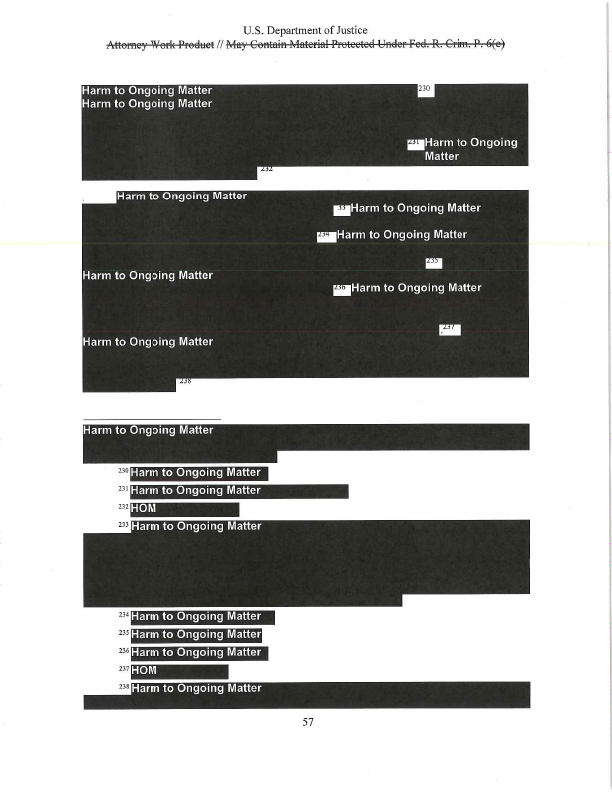 U.S. Department of Justice
Attorney Work Product // May Contain Material Protected Under Fed. R. Crim. P. 6(e)
Harm to Ongoing Matter 230
Harm to Ongoing Matter
231 Harm to Ongoing
Matter
232
Harm to Ongoing Matter
33 Harm to Ongoing Matter
234 Harm to Ongoing Matter
235
Harm to Ongoing Matter
236 Harm to Ongoing Matter
237
Harm to Ongoing Matter
238
Harm to Ongoing Matter
230 Harm to Ongoing Matter
231 Harm to Ongoing Matter
232 HOM
233 Harm to Ongoing Matter
234 Harm to Ongoing Matter
235 Harm to Ongoing Matter
236 Harm to Ongoing Matter
237 HOM
238 Harm to Ongoing Matter
57